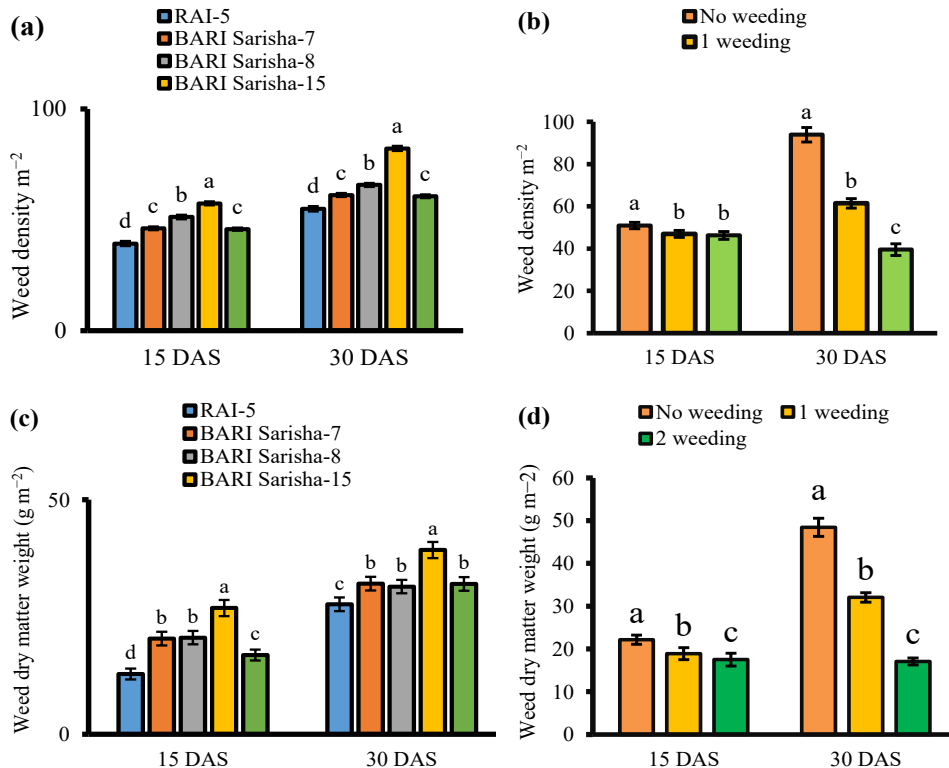 (a)
RAI-5
BARI Sarisha-7
BARI Sarisha-8
BARI Sarisha-15
Weed density m⁻²
100
0
d c b a c
d c b a c
15 DAS 30 DAS
(b)
No weeding
1 weeding
Weed density m⁻²
100
80
60
40
20
0
a b b
a b c
15 DAS 30 DAS
(c)
RAI-5
BARI Sarisha-7
BARI Sarisha-8
BARI Sarisha-15
Weed dry matter weight (g m⁻²)
50
0
d b b a c
c b b a b
15 DAS 30 DAS
(d)
No weeding 1 weeding
2 weeding
Weed dry matter weight (g m−2)
60
50
40
30
20
10
0
a b c
a b c
15 DAS 30 DAS